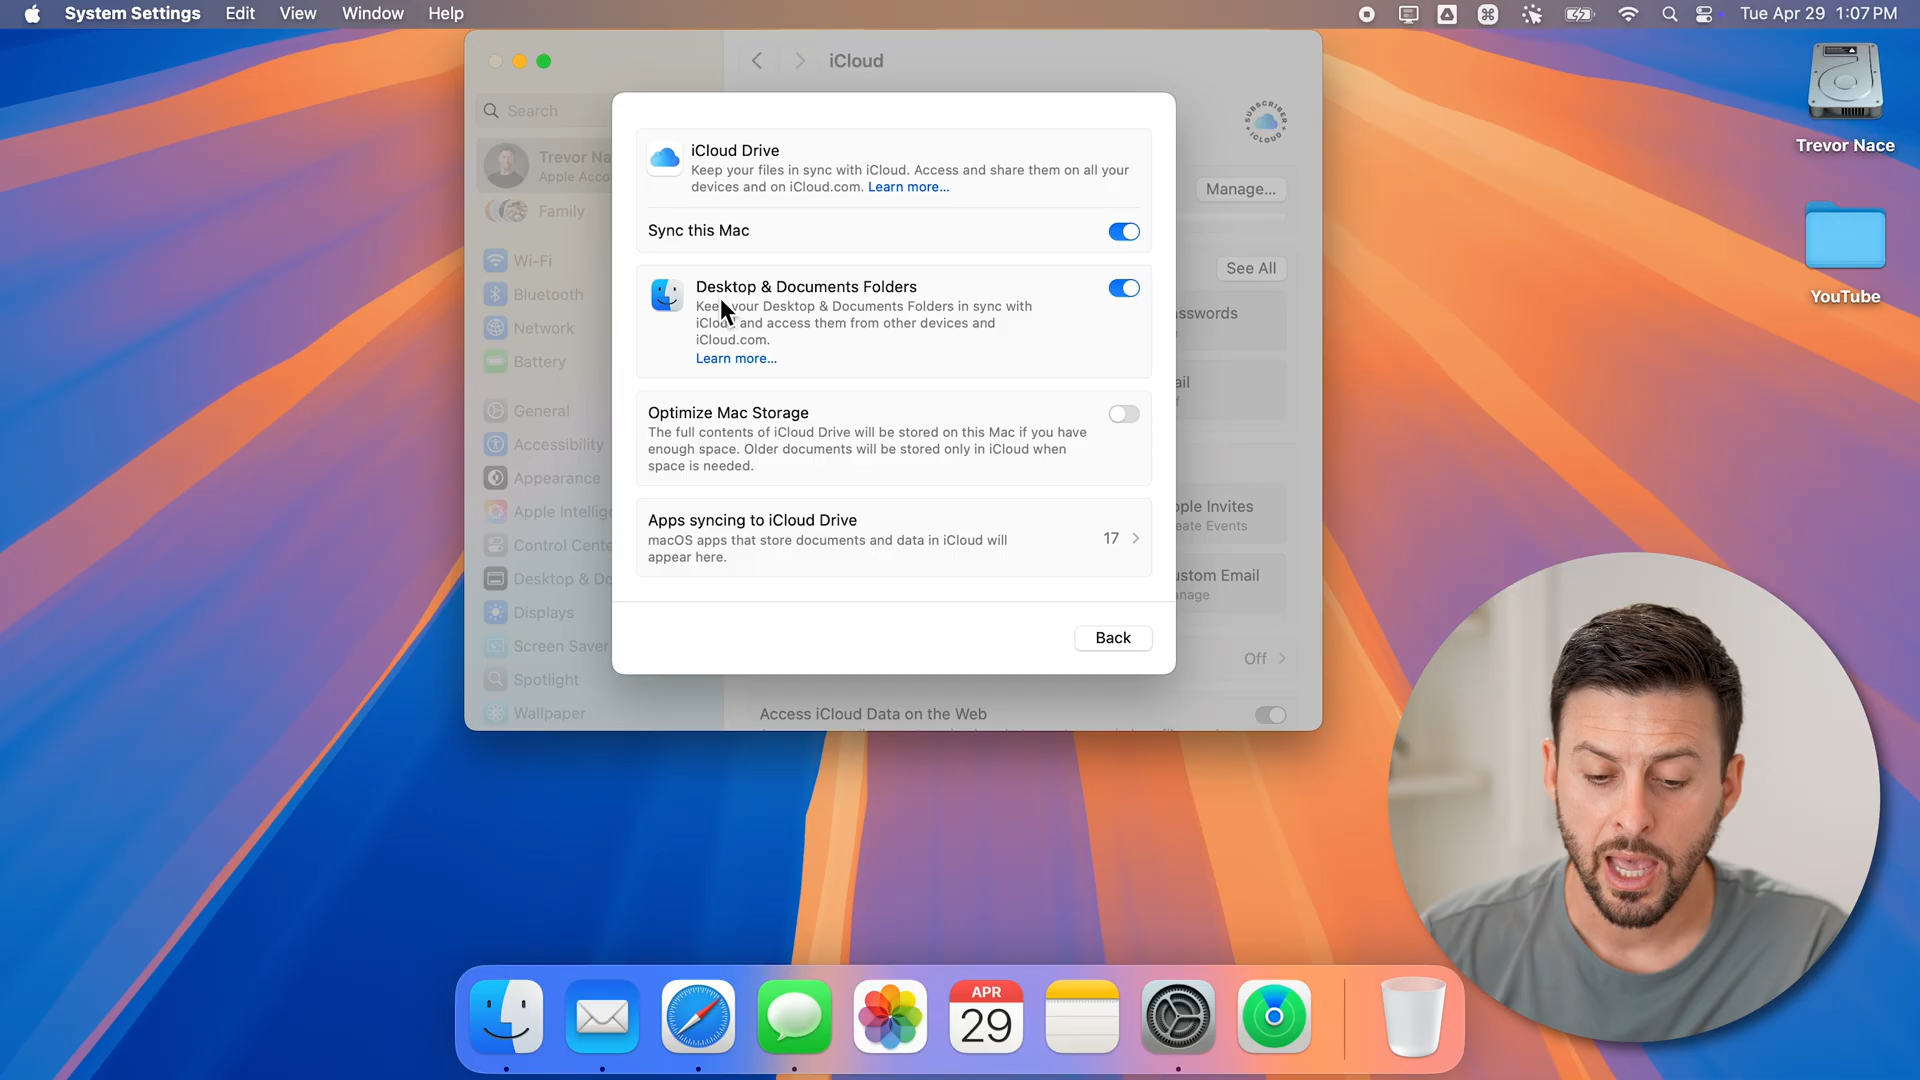 System Settings Edit View Window Help
Tue Apr 29 1:07 PM
iCloud
Search
Trevor Na
Apple Acco
Family
Wi-Fi
Bluetooth
Network
Battery
General
Accessibility
Appearance
Apple Intellig
Control Cente
Desktop & Do
Displays
Screen Saver
Spotlight
Wallpaper
SUBSCRIBER
ICLOUD
Manage...
See All
sswords
ail
ple Invites
eate Events
ustom Email
nage
Off
Access iCloud Data on the Web
iCloud Drive
Keep your files in sync with iCloud. Access and share them on all your
devices and on iCloud.com. Learn more...
Sync this Mac
Desktop & Documents Folders
Keep your Desktop & Documents Folders in sync with
iCloud and access them from other devices and
iCloud.com.
Learn more...
Optimize Mac Storage
The full contents of iCloud Drive will be stored on this Mac if you have
enough space. Older documents will be stored only in iCloud when
space is needed.
Apps syncing to iCloud Drive
macOS apps that store documents and data in iCloud will
appear here.
17
Back
Trevor Nace
YouTube
APR
29